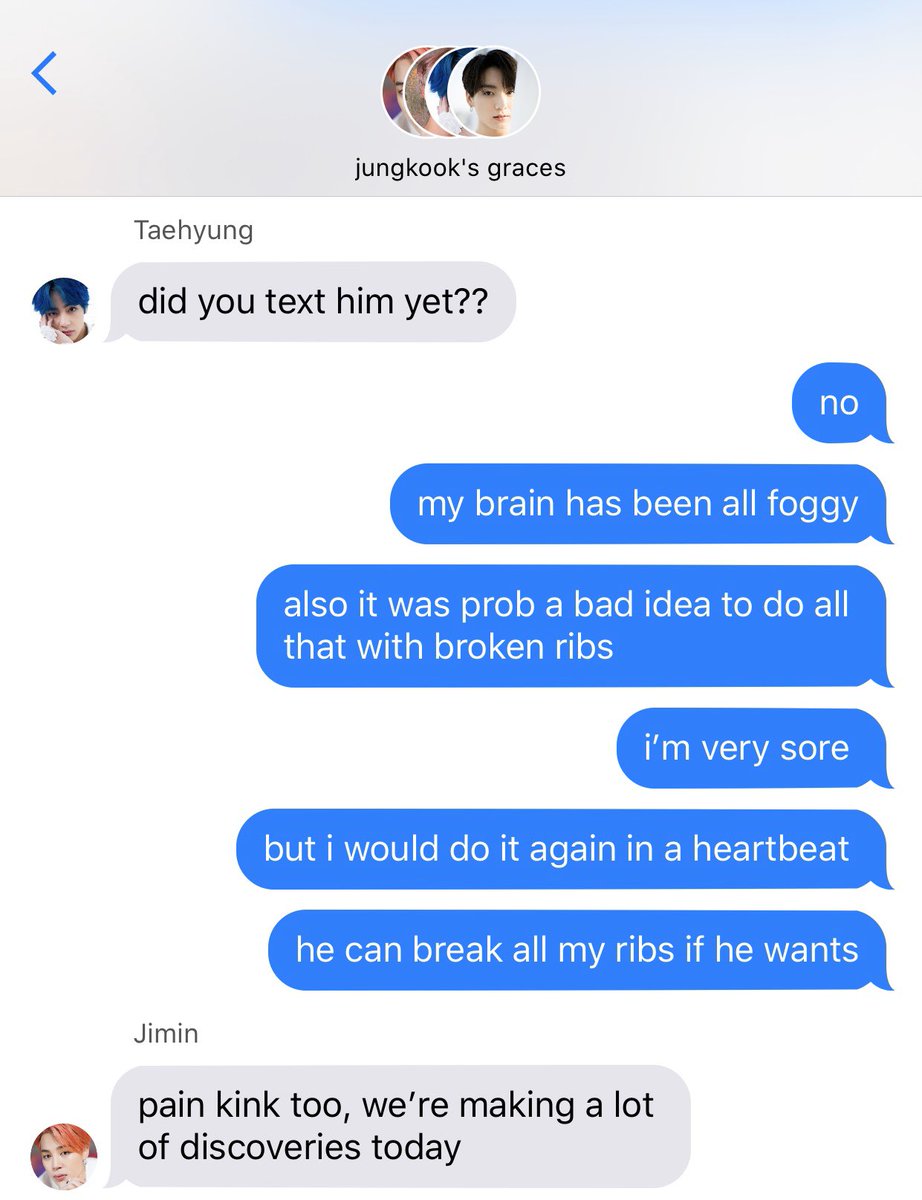 jungkook's graces
Taehyung
did you text him yet??
no
my brain has been all foggy
also it was prob a bad idea to do all
that with broken ribs
i’m very sore
but i would do it again in a heartbeat
he can break all my ribs if he wants
Jimin
pain kink too, we’re making a lot
of discoveries today